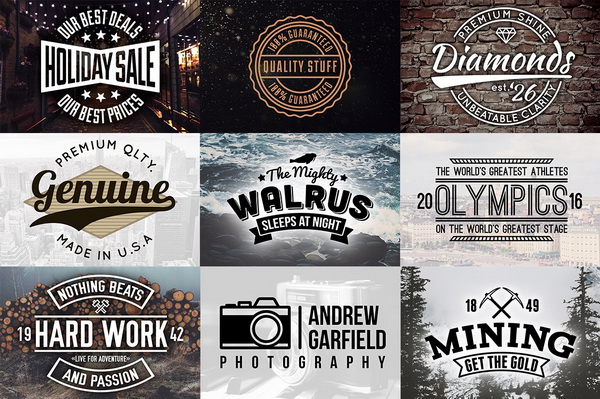 OUR BEST DEALS
HOLIDAY SALE
OUR BEST PRICES
100% GUARANTEED
QUALITY STUFF
100% GUARANTEED
PREMIUM SHINE
Diamonds
est. '26
UNBEATABLE CLARITY
PREMIUM QLTY.
Genuine
MADE IN U.S.A
The Mighty
WALRUS
SLEEPS AT NIGHT
THE WORLD'S GREATEST ATHLETES
20 OLYMPICS 16
ON THE WORLD'S GREATEST STAGE
NOTHING BEATS
19 HARD WORK 42
~LIVE FOR ADVENTURE~
AND PASSION
ANDREW
GARFIELD
PHOTOGRAPHY
18 49
MINING
GET THE GOLD